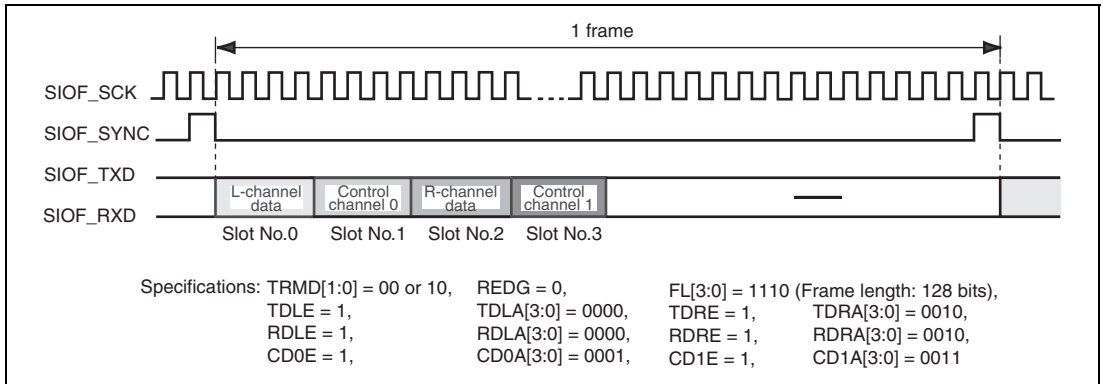 1 frame
SIOF_SCK
SIOF_SYNC
SIOF_TXD
SIOF_RXD
L-channel data
Control channel 0
R-channel data
Control channel 1
Slot No.0 Slot No.1 Slot No.2 Slot No.3
Specifications: TRMD[1:0] = 00 or 10, REDG = 0, FL[3:0] = 1110 (Frame length: 128 bits),
TDLE = 1, TDLA[3:0] = 0000, TDRE = 1, TDRA[3:0] = 0010,
RDLE = 1, RDLA[3:0] = 0000, RDRE = 1, RDRA[3:0] = 0010,
CD0E = 1, CD0A[3:0] = 0001, CD1E = 1, CD1A[3:0] = 0011